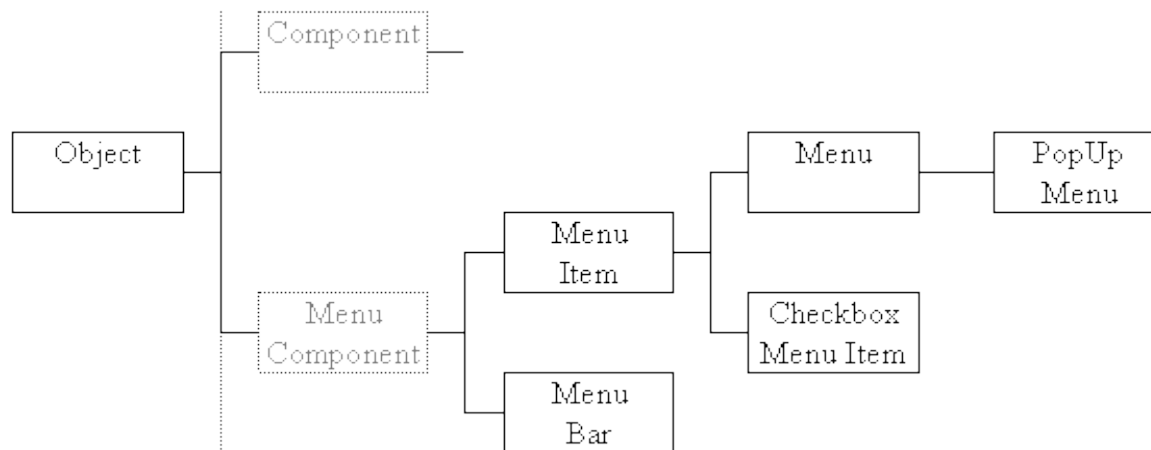 Component
Object
Menu
PopUp
Menu
Menu
Item
Menu
Component
Checkbox
Menu Item
Menu
Bar